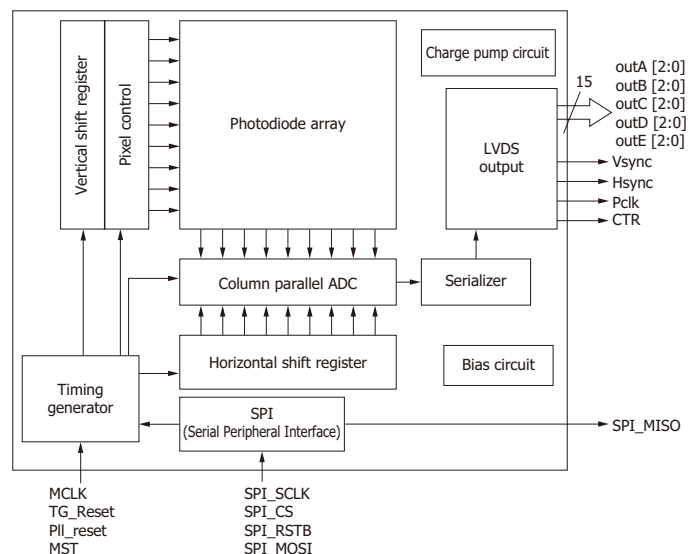 Vertical shift register
Pixel control
Photodiode array
Charge pump circuit
15
outA [2:0]
outB [2:0]
outC [2:0]
outD [2:0]
outE [2:0]
LVDS
output
Vsync
Hsync
Pclk
CTR
Column parallel ADC
Serializer
Horizontal shift register
Bias circuit
Timing
generator
SPI
(Serial Peripheral Interface)
SPI_MISO
MCLK
TG_Reset
Pll_reset
MST
SPI_SCLK
SPI_CS
SPI_RSTB
SPI_MOSI